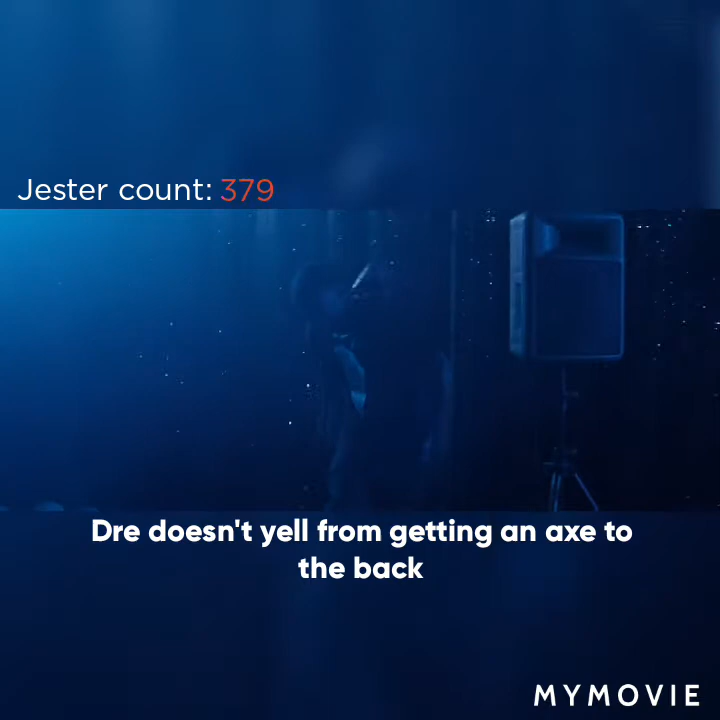 Jester count: 379
Dre doesn't yell from getting an axe to
the back
MYMOVIE